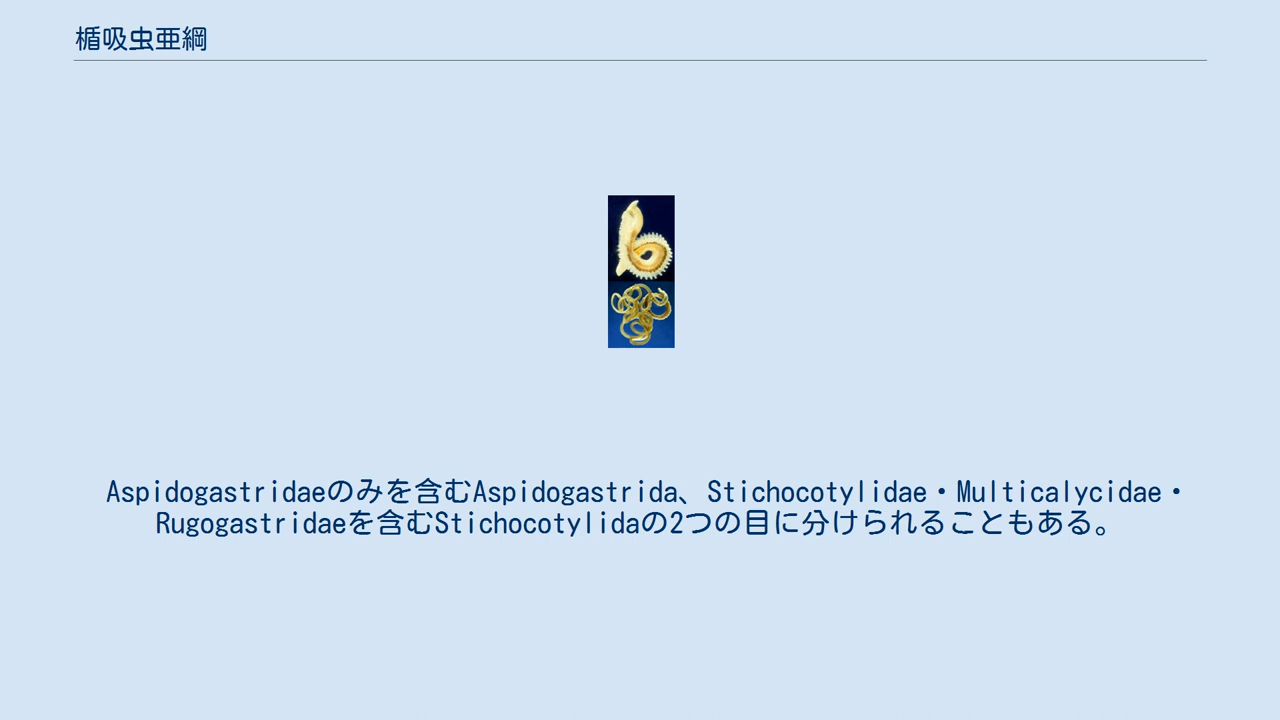 楯吸虫亜綱
Aspidogastridaeのみを含むAspidogastrida、Stichocotylidae・Multicalycidae・
Rugogastridaeを含むStichocotylidaの2つの目に分けられることもある。